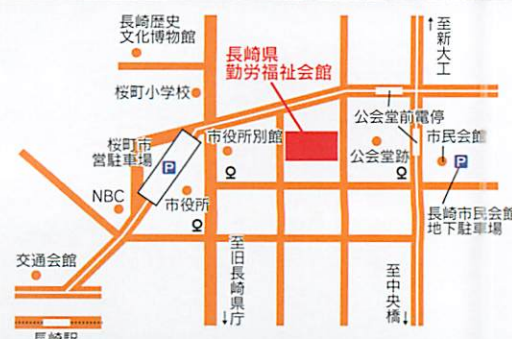 長崎歴史
文化博物館
↑至新大工
長崎県
勤労福祉会館
桜町小学校
公会堂前電停
桜町市
営駐車場
P
市役所別館
公会堂跡
市民会館
P
NBC
市役所
長崎市民会館
地下駐車場
交通会館
至旧長崎県庁↓
至中央橋↓
長崎駅